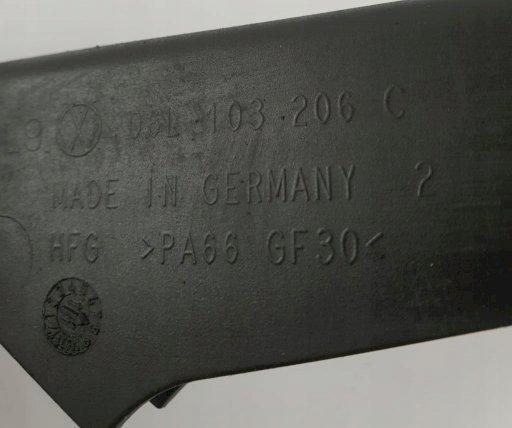 03L 103 206 C
MADE IN GERMANY 2
HFG >PA66 GF30<